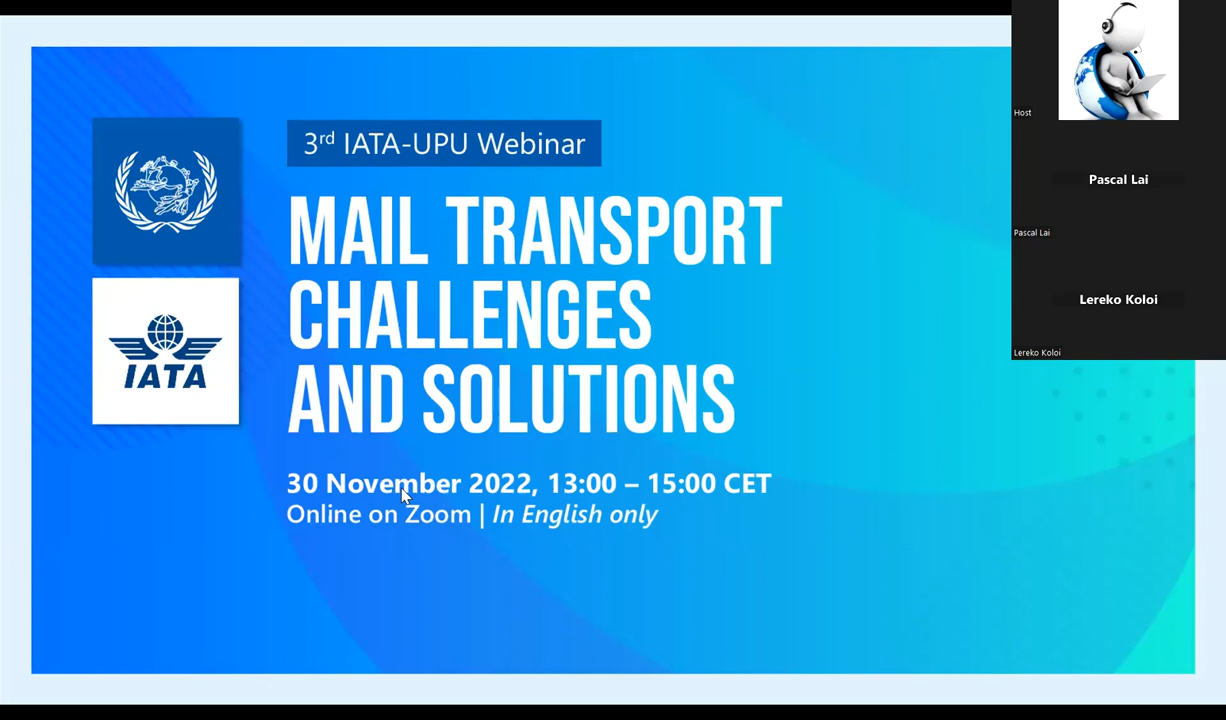 3rd IATA-UPU Webinar
MAIL TRANSPORT
CHALLENGES
AND SOLUTIONS
30 November 2022, 13:00 – 15:00 CET
Online on Zoom | In English only
IATA
Host
Pascal Lai
Pascal Lai
Lereko Koloi
Lereko Koloi